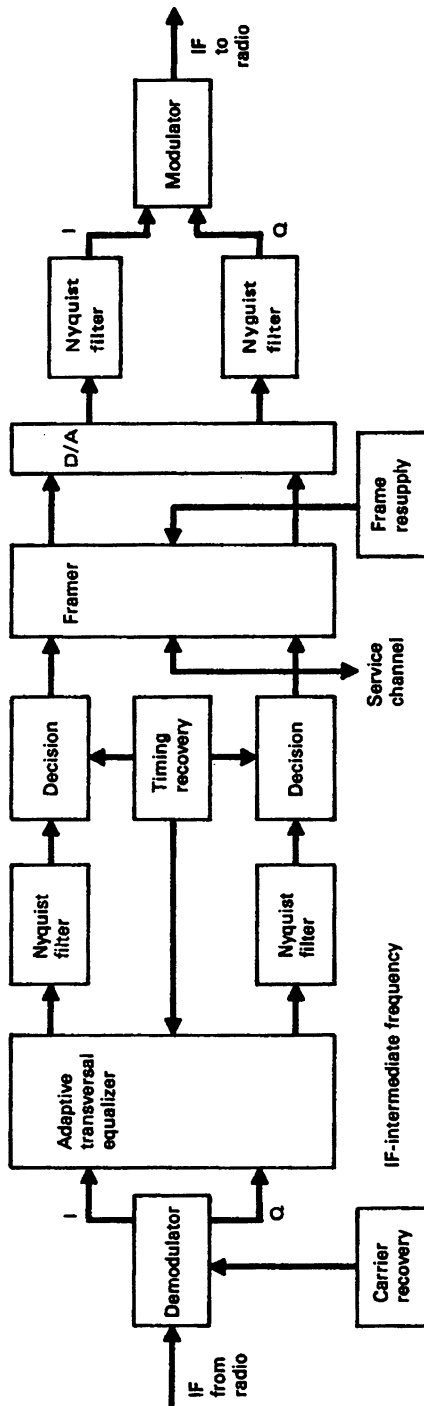 IF
from
radio
Demodulator
I
Q
Carrier
recovery
Adaptive
transversal
equalizer
Nyquist
filter
Nyquist
filter
Decision
Timing
recovery
Decision
Framer
Service
channel
Frame
resupply
D/A
Nyquist
filter
Nyguist
filter
I
Q
Modulator
IF
to
radio
IF-intermediate frequency